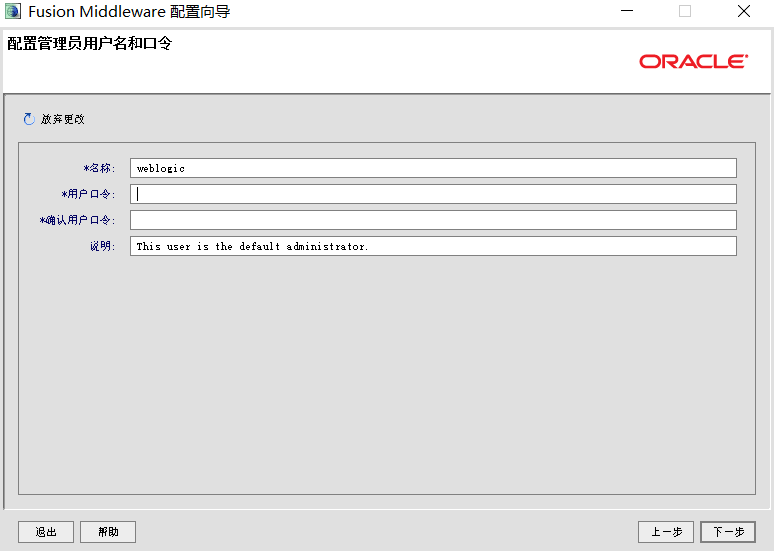 Fusion Middleware 配置向导
配置管理员用户名和口令
ORACLE
放弃更改
*名称: weblogic
*用户口令:
*确认用户口令:
说明: This user is the default administrator.
退出 帮助 上一步 下一步